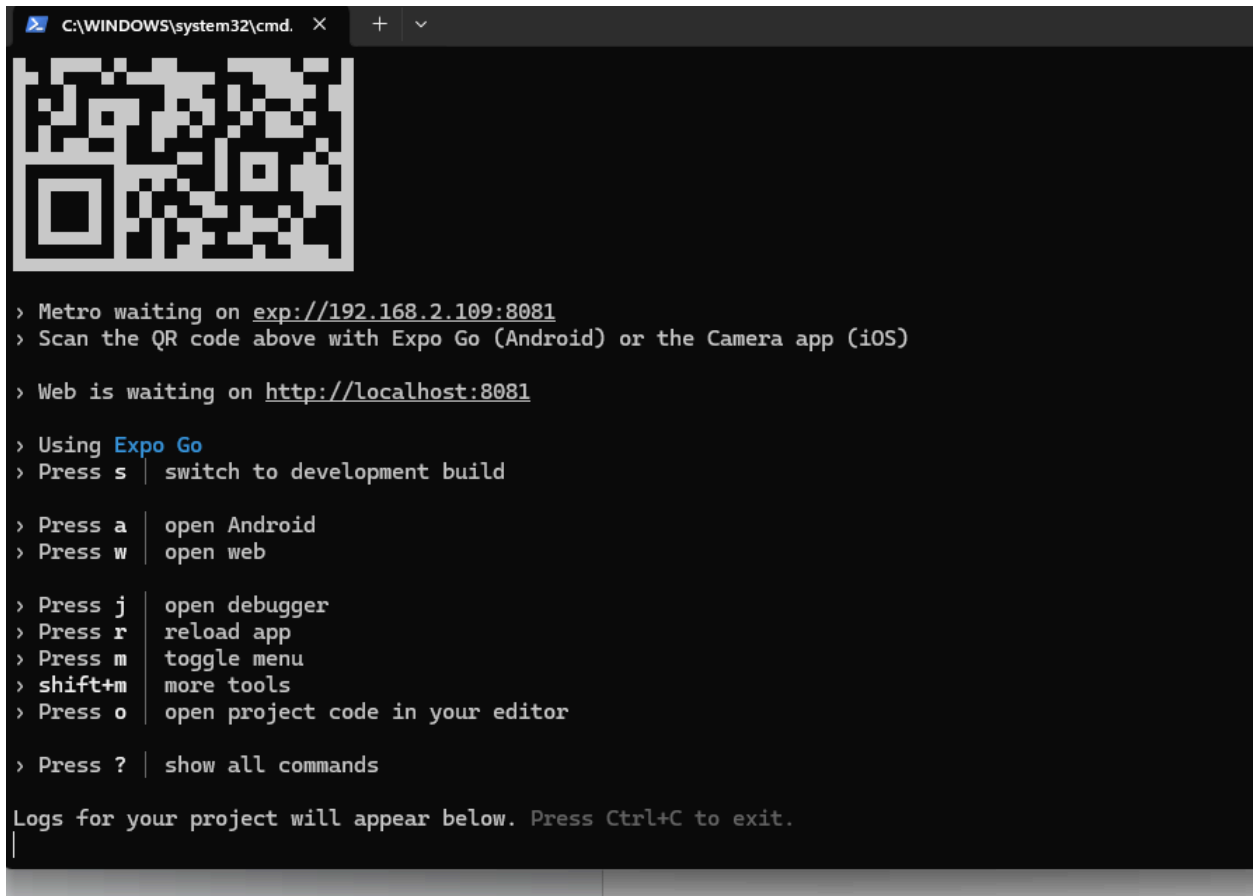 C:\WINDOWS\system32\cmd.
› Metro waiting on exp://192.168.2.109:8081
› Scan the QR code above with Expo Go (Android) or the Camera app (iOS)
› Web is waiting on http://localhost:8081
› Using Expo Go
› Press s │ switch to development build
› Press a │ open Android
› Press w │ open web
› Press j │ open debugger
› Press r │ reload app
› Press m │ toggle menu
› shift+m │ more tools
› Press o │ open project code in your editor
› Press ? │ show all commands
Logs for your project will appear below. Press Ctrl+C to exit.